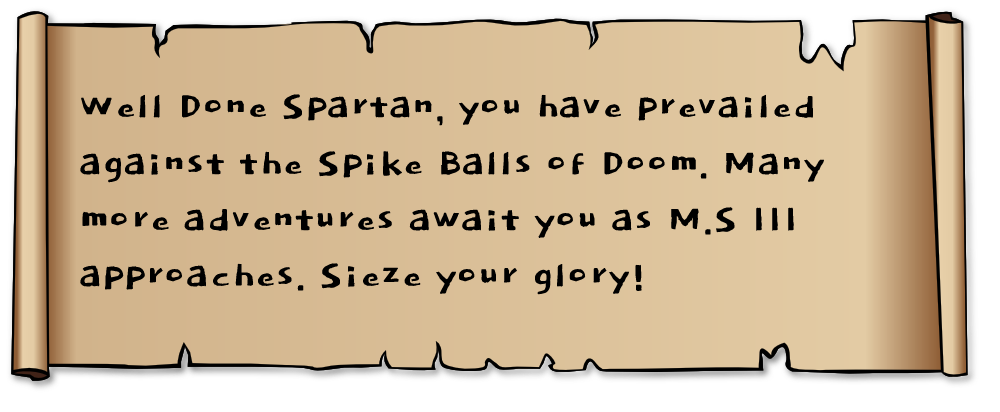 Well Done Spartan, you have prevailed
against the Spike Balls of Doom. Many
more adventures await you as M.S III
approaches. Sieze your glory!